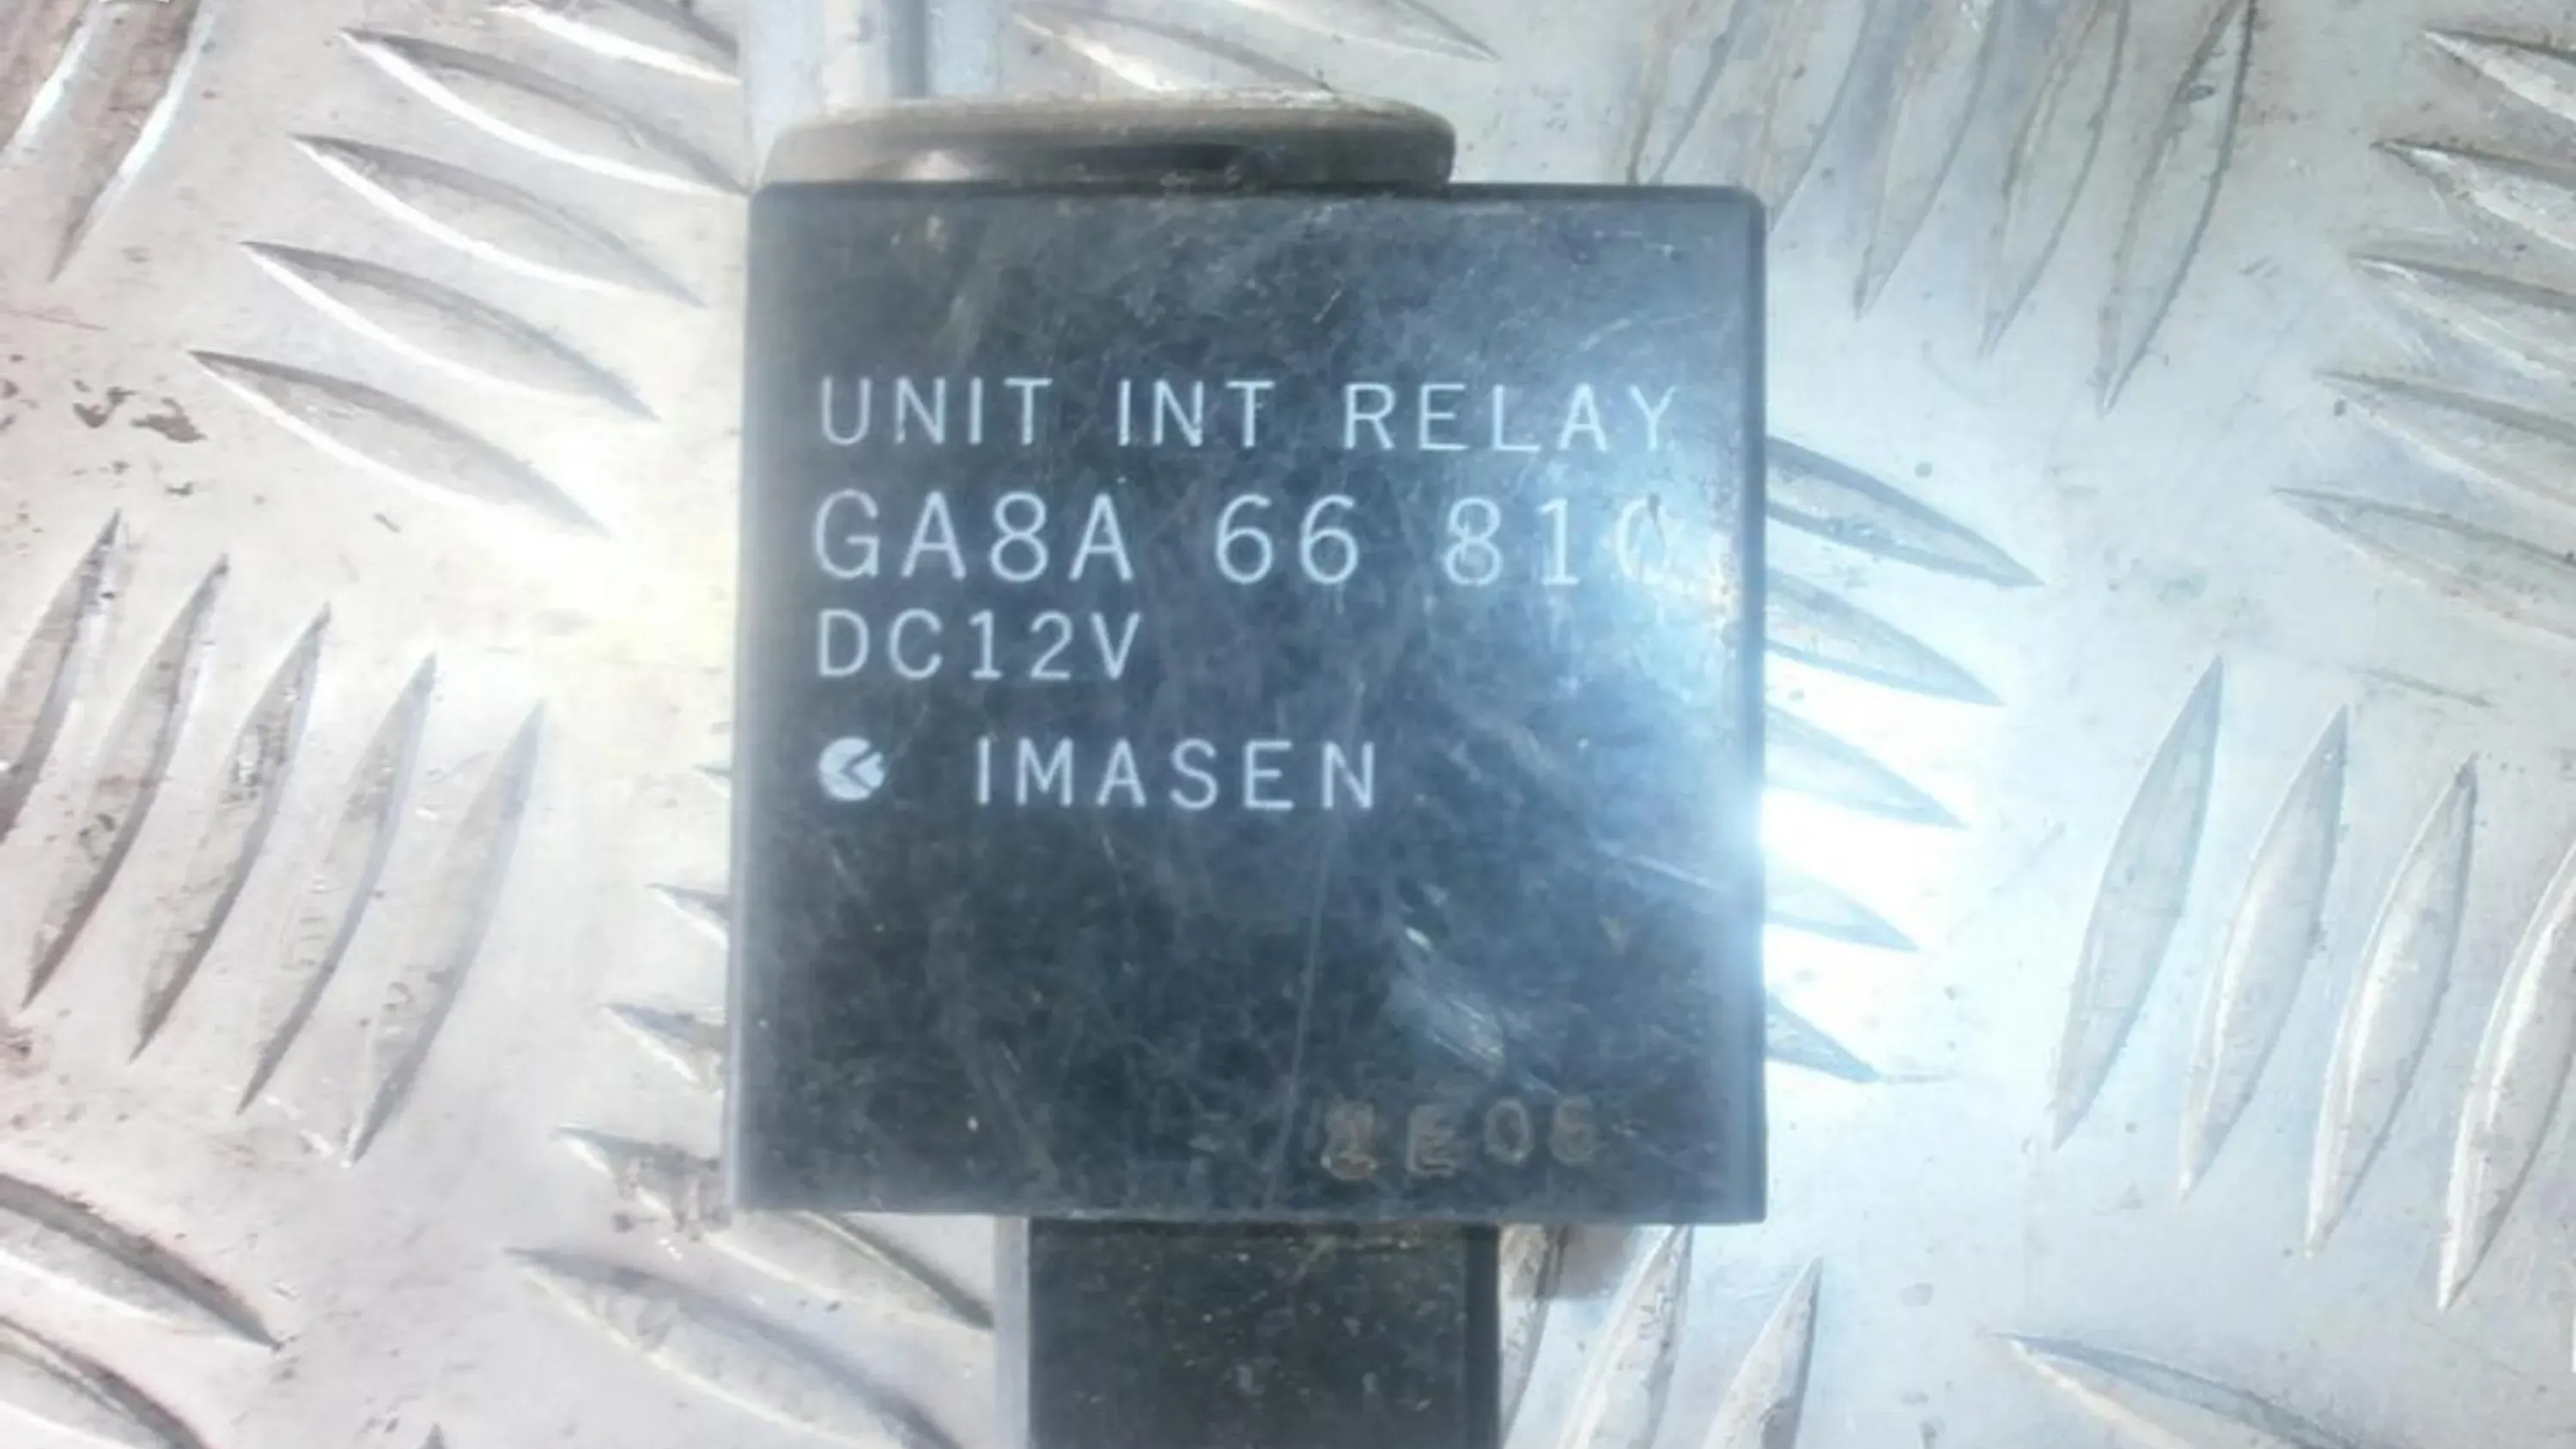 UNIT INT RELAY
GA8A 66 810
DC12V
IMASEN